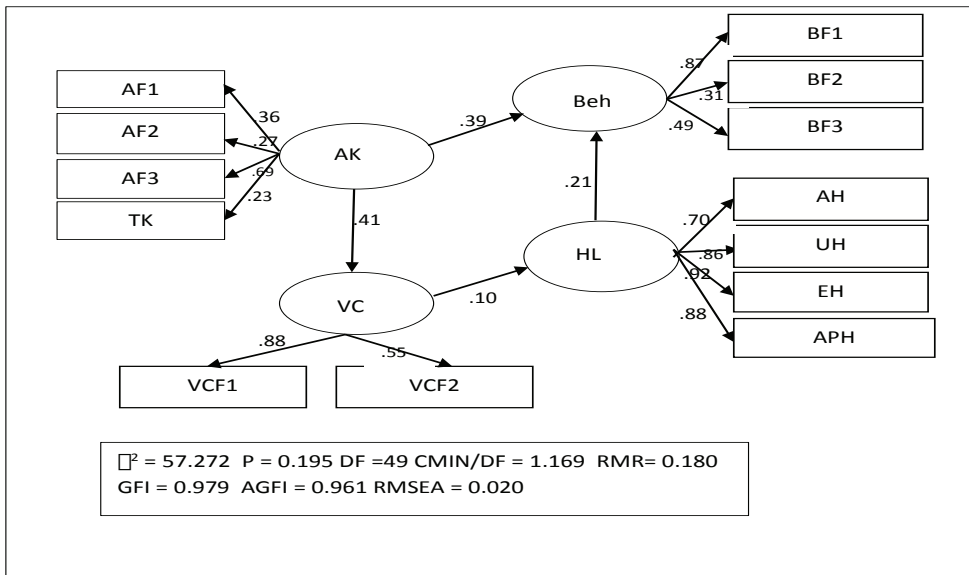 AF1
AF2
AF3
TK
.36
.27
.69
.23
AK
.39
Beh
.87
.31
.49
BF1
BF2
BF3
.41
.21
VC
.10
HL
.70
.86
.92
.88
AH
UH
EH
APH
.88
.55
VCF1
VCF2
□² = 57.272 P = 0.195 DF =49 CMIN/DF = 1.169 RMR= 0.180
GFI = 0.979 AGFI = 0.961 RMSEA = 0.020